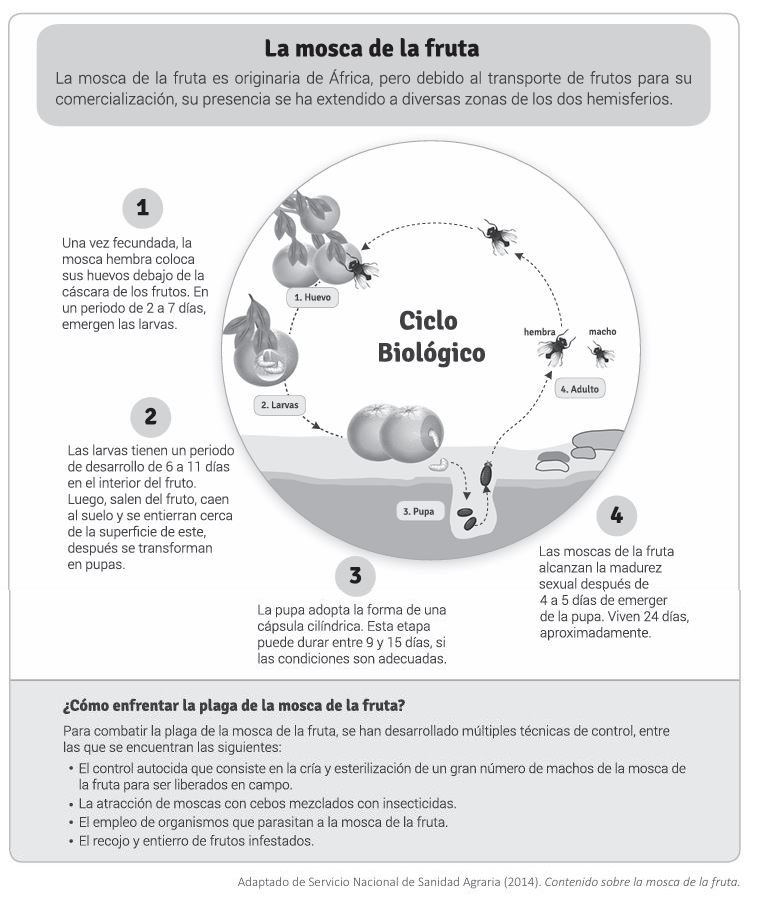 La mosca de la fruta
La mosca de la fruta es originaria de África, pero debido al transporte de frutos para su
comercialización, su presencia se ha extendido a diversas zonas de los dos hemisferios.
1
Una vez fecundada, la
mosca hembra coloca
sus huevos debajo de la
cáscara de los frutos. En
un periodo de 2 a 7 días,
emergen las larvas.
2
Las larvas tienen un periodo
de desarrollo de 6 a 11 días
en el interior del fruto.
Luego, salen del fruto, caen
al suelo y se entierran cerca
de la superficie de este,
después se transforman
en pupas.
Ciclo
Biológico
1. Huevo
2. Larvas
3. Pupa
hembra
macho
4. Adulto
3
La pupa adopta la forma de una
cápsula cilíndrica. Esta etapa
puede durar entre 9 y 15 días, si
las condiciones son adecuadas.
4
Las moscas de la fruta
alcanzan la madurez
sexual después de
4 a 5 días de emerger
de la pupa. Viven 24 días,
aproximadamente.
¿Cómo enfrentar la plaga de la mosca de la fruta?
Para combatir la plaga de la mosca de la fruta, se han desarrollado múltiples técnicas de control, entre
las que se encuentran las siguientes:
• El control autocida que consiste en la cría y esterilización de un gran número de machos de la mosca de
la fruta para ser liberados en campo.
• La atracción de moscas con cebos mezclados con insecticidas.
• El empleo de organismos que parasitan a la mosca de la fruta.
• El recojo y entierro de frutos infestados.
Adaptado de Servicio Nacional de Sanidad Agraria (2014). Contenido sobre la mosca de la fruta.